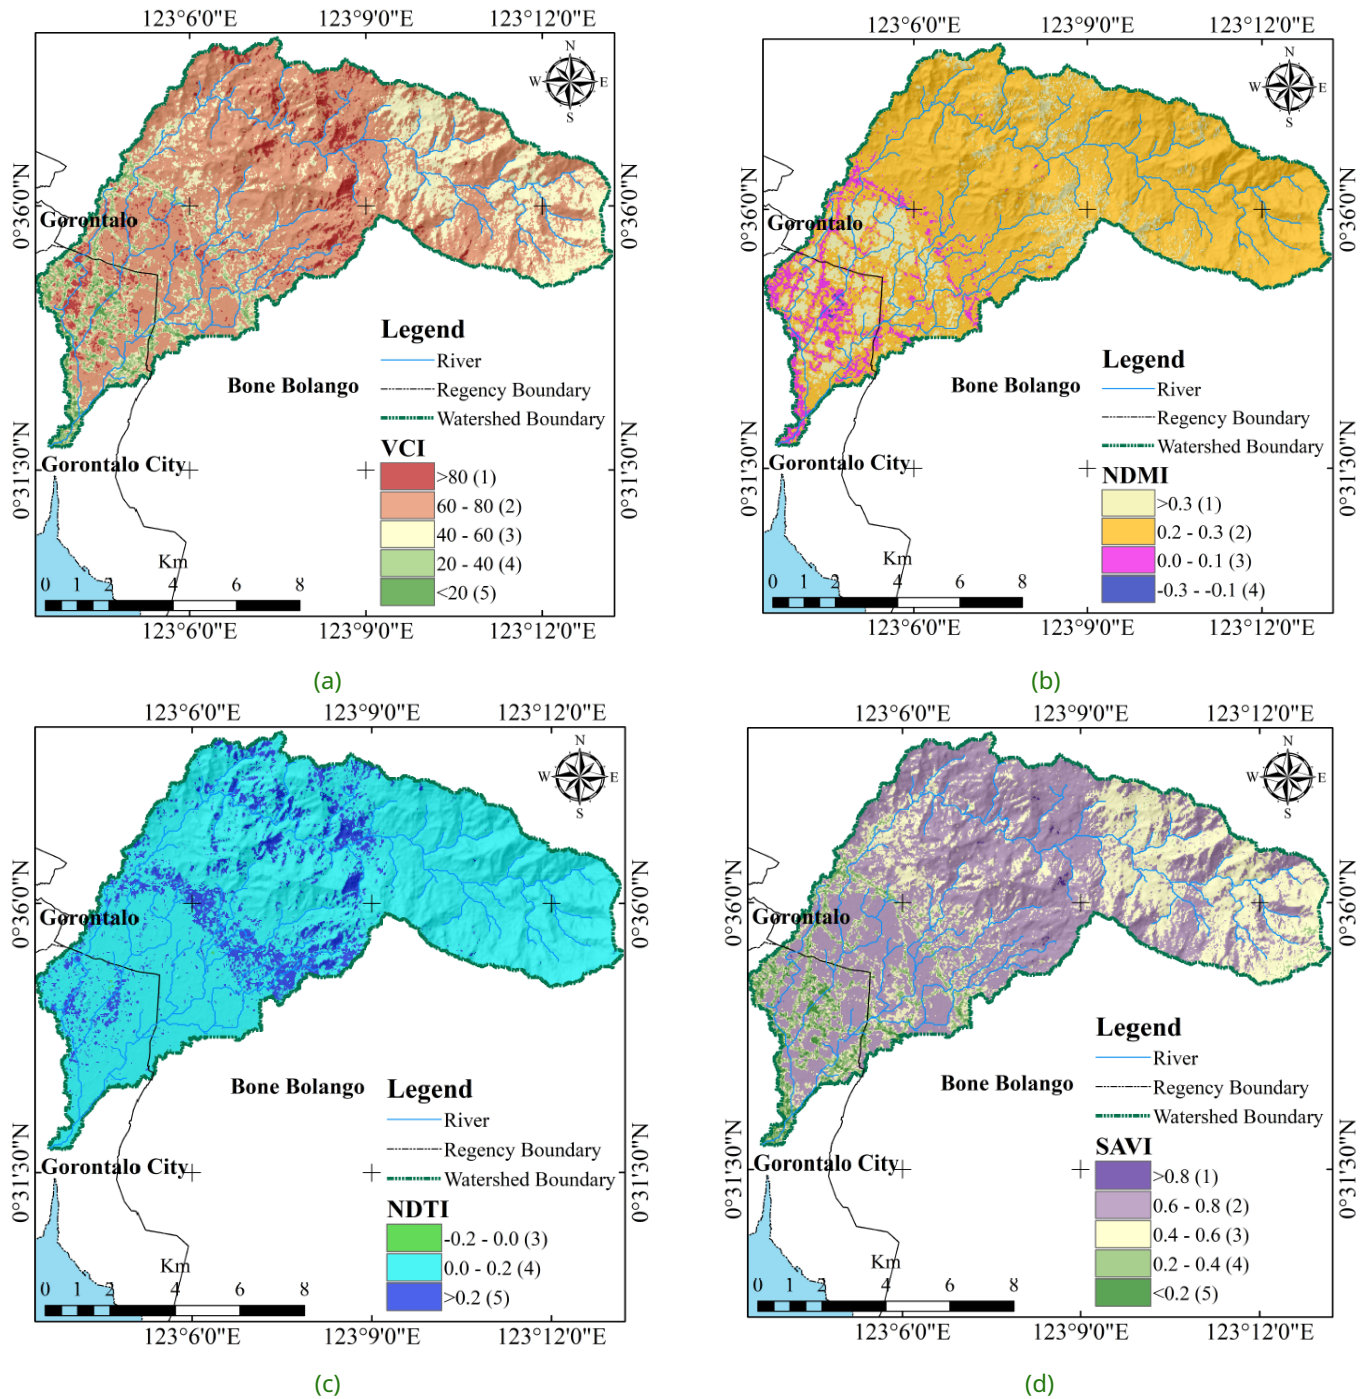 123°6'0"E 123°9'0"E 123°12'0"E
N
W E
S
0°36'0"N
0°36'0"N
Gorontalo
Legend
River
Regency Boundary
Watershed Boundary
Bone Bolango
VCI
>80 (1)
60 - 80 (2)
40 - 60 (3)
20 - 40 (4)
<20 (5)
0°31'30"N
0°31'30"N
Gorontalo City
Km
0 1 2 4 6 8
123°6'0"E 123°9'0"E 123°12'0"E
(a)
123°6'0"E 123°9'0"E 123°12'0"E
N
W E
S
0°36'0"N
0°36'0"N
Gorontalo
Legend
River
Regency Boundary
Watershed Boundary
Bone Bolango
NDMI
>0.3 (1)
0.2 - 0.3 (2)
0.0 - 0.1 (3)
-0.3 - -0.1 (4)
0°31'30"N
0°31'30"N
Gorontalo City
Km
0 1 2 4 6 8
123°6'0"E 123°9'0"E 123°12'0"E
(b)
123°6'0"E 123°9'0"E 123°12'0"E
N
W E
S
0°36'0"N
0°36'0"N
Gorontalo
Bone Bolango
Legend
River
Regency Boundary
Watershed Boundary
NDTI
-0.2 - 0.0 (3)
0.0 - 0.2 (4)
>0.2 (5)
0°31'30"N
0°31'30"N
Gorontalo City
Km
0 1 2 4 6 8
123°6'0"E 123°9'0"E 123°12'0"E
(c)
123°6'0"E 123°9'0"E 123°12'0"E
N
W E
S
0°36'0"N
0°36'0"N
Gorontalo
Legend
River
Regency Boundary
Watershed Boundary
Bone Bolango
SAVI
>0.8 (1)
0.6 - 0.8 (2)
0.4 - 0.6 (3)
0.2 - 0.4 (4)
<0.2 (5)
0°31'30"N
0°31'30"N
Gorontalo City
Km
0 1 2 4 6 8
123°6'0"E 123°9'0"E 123°12'0"E
(d)